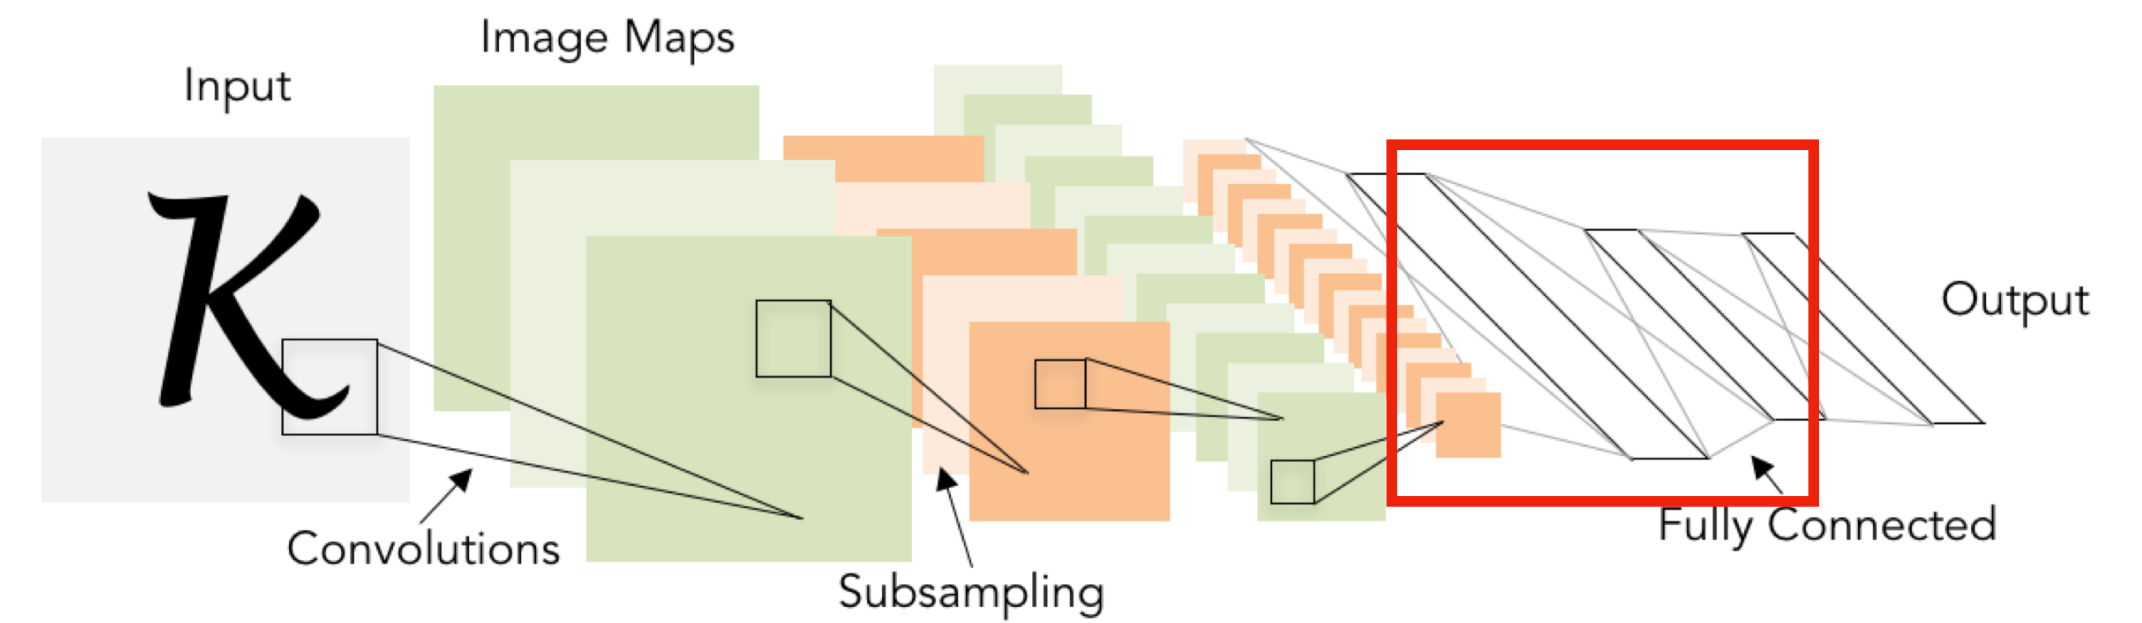 Image Maps
Input
K
Output
Convolutions
Fully Connected
Subsampling